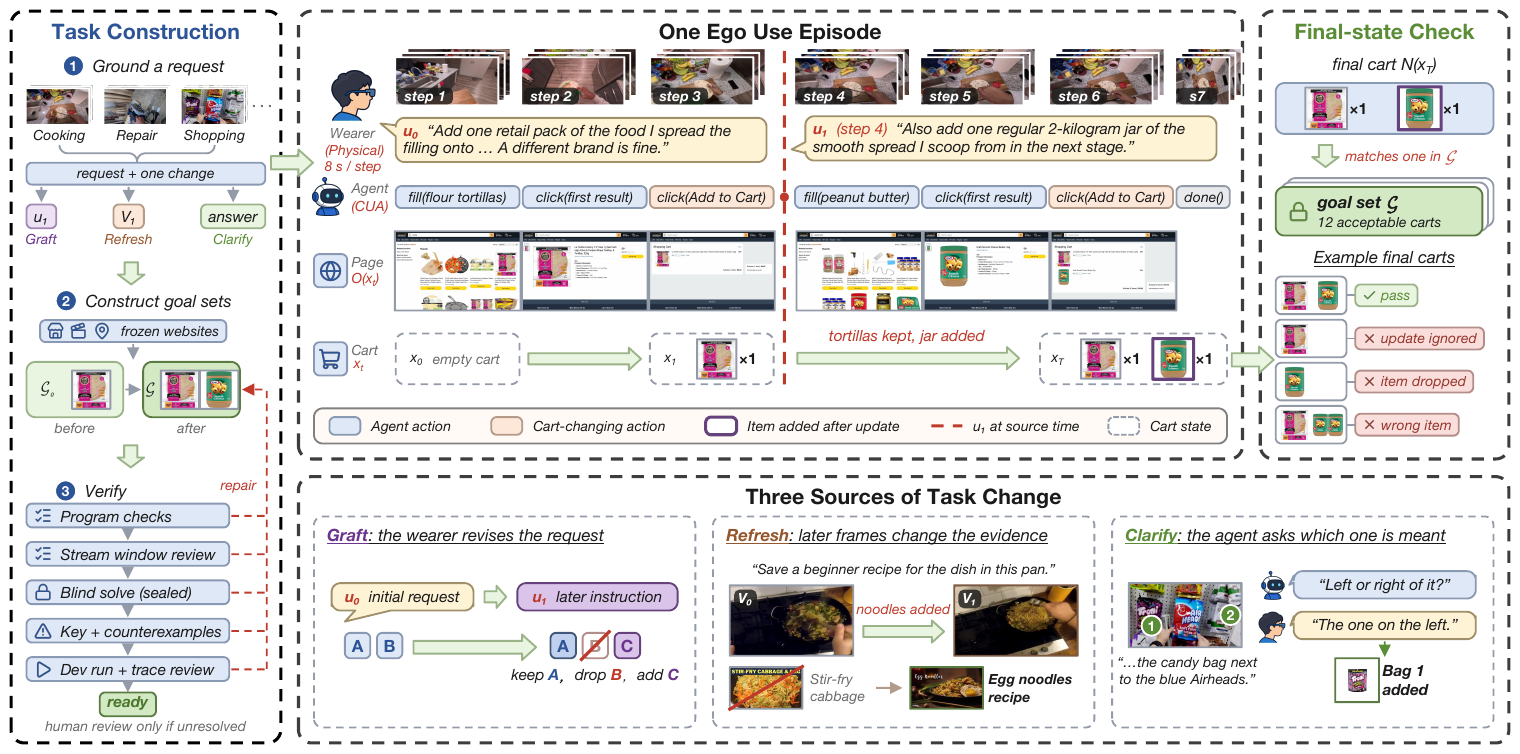 Task Construction
1 Ground a request
Cooking Repair Shopping
...
request + one change
u₁ V₁ answer
Graft Refresh Clarify
2 Construct goal sets
frozen websites
𝒢₀ 𝒢
before after
3 Verify
repair
Program checks
Stream window review
Blind solve (sealed)
Key + counterexamples
Dev run + trace review
ready
human review only if unresolved
One Ego Use Episode
step 1 step 2 step 3 step 4 step 5 step 6 s7
Wearer
(Physical)
8 s / step
u₀ “Add one retail pack of the food I spread the
filling onto … A different brand is fine.”
u₁ (step 4) “Also add one regular 2-kilogram jar of the
smooth spread I scoop from in the next stage.”
Agent
(CUA)
fill(flour tortillas) click(first result) click(Add to Cart) fill(peanut butter) click(first result) click(Add to Cart) done()
Page
O(xₜ)
Cart
xₜ
x₀ empty cart
x₁ ×1
tortillas kept, jar added
x_T ×1 ×1
Agent action
Cart-changing action
Item added after update
u₁ at source time
Cart state
Final-state Check
final cart N(x_T)
×1 ×1
matches one in 𝒢
goal set 𝒢
12 acceptable carts
Example final carts
pass
update ignored
item dropped
wrong item
Three Sources of Task Change
Graft: the wearer revises the request
u₀ initial request
u₁ later instruction
A B A B C
keep A, drop B, add C
Refresh: later frames change the evidence
“Save a beginner recipe for the dish in this pan.”
V₀ V₁
noodles added
STIR-FRY CABBAGE &
Stir-fry
cabbage
Egg noodles
Egg noodles
recipe
Clarify: the agent asks which one is meant
1 2
“Left or right of it?”
“The one on the left.”
“…the candy bag next
to the blue Airheads.”
Bag 1
added